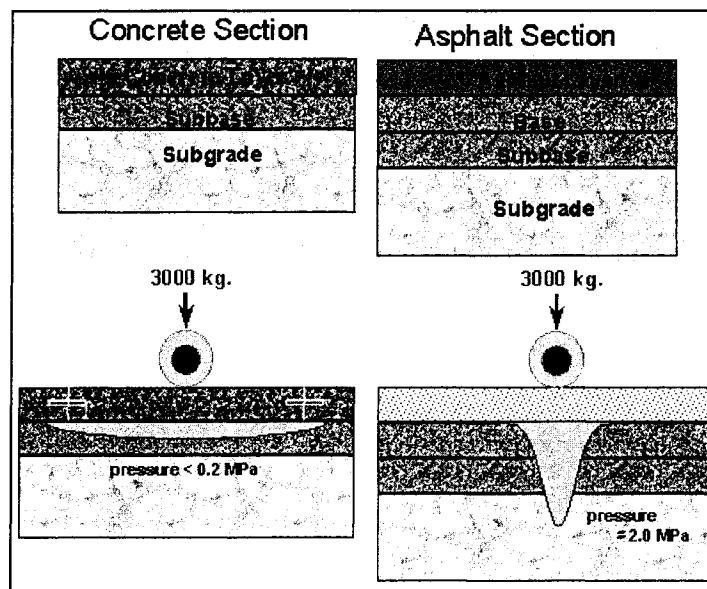 Concrete Section
Subbase
Subgrade
Asphalt Section
Base
Subbase
Subgrade
3000 kg.
pressure < 0.2 MPa
3000 kg.
pressure
= 2.0 MPa